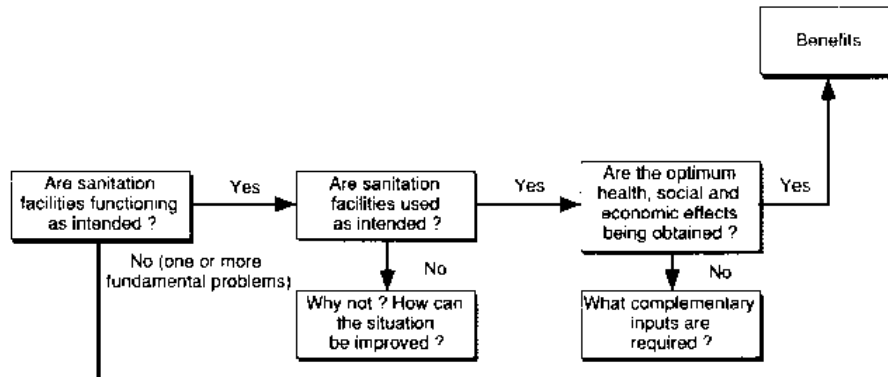 Benefits
Are sanitation
facilities functioning
as intended ?
Yes
Are sanitation
facilities used
as intended ?
Yes
Are the optimum
health, social and
economic effects
being obtained ?
Yes
No (one or more
fundamental problems)
No
Why not ? How can
the situation
be improved ?
No
What complementary
inputs are
required ?